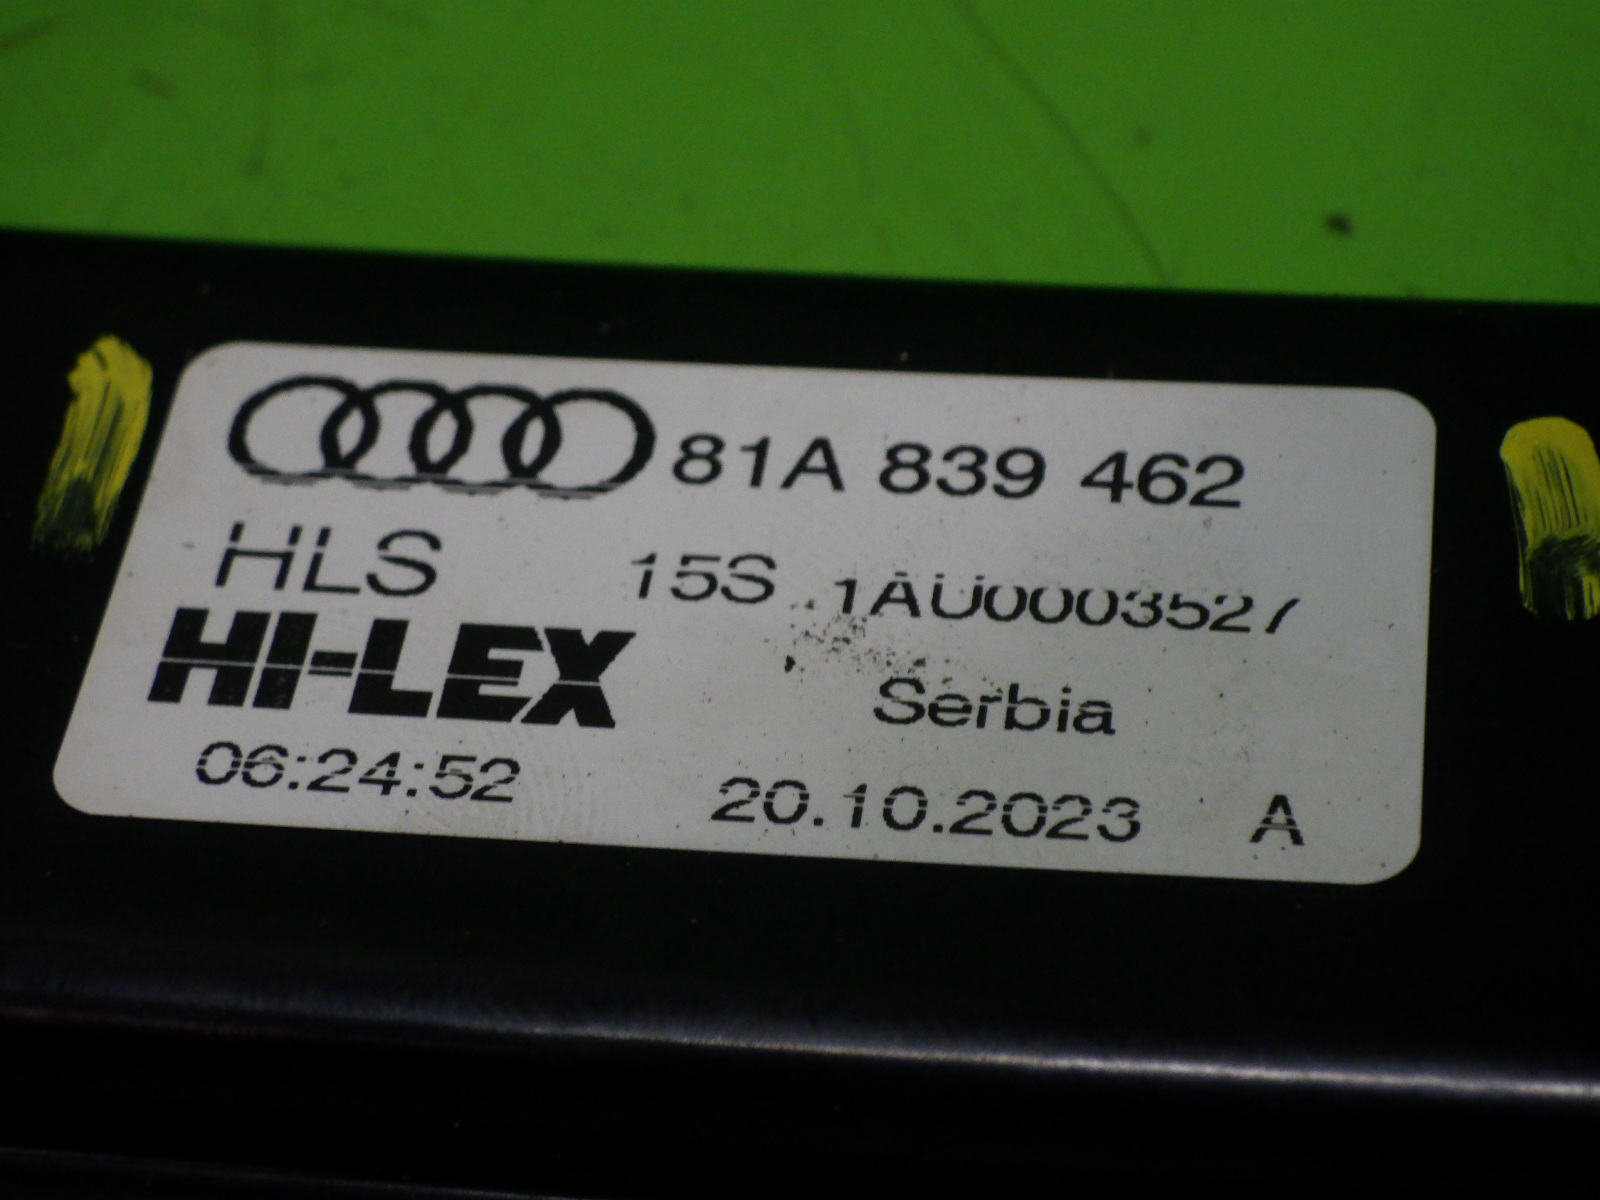 81A 839 462
HLS 15S 1AU0003527
HI-LEX
Serbia
06:24:52 20.10.2023 A